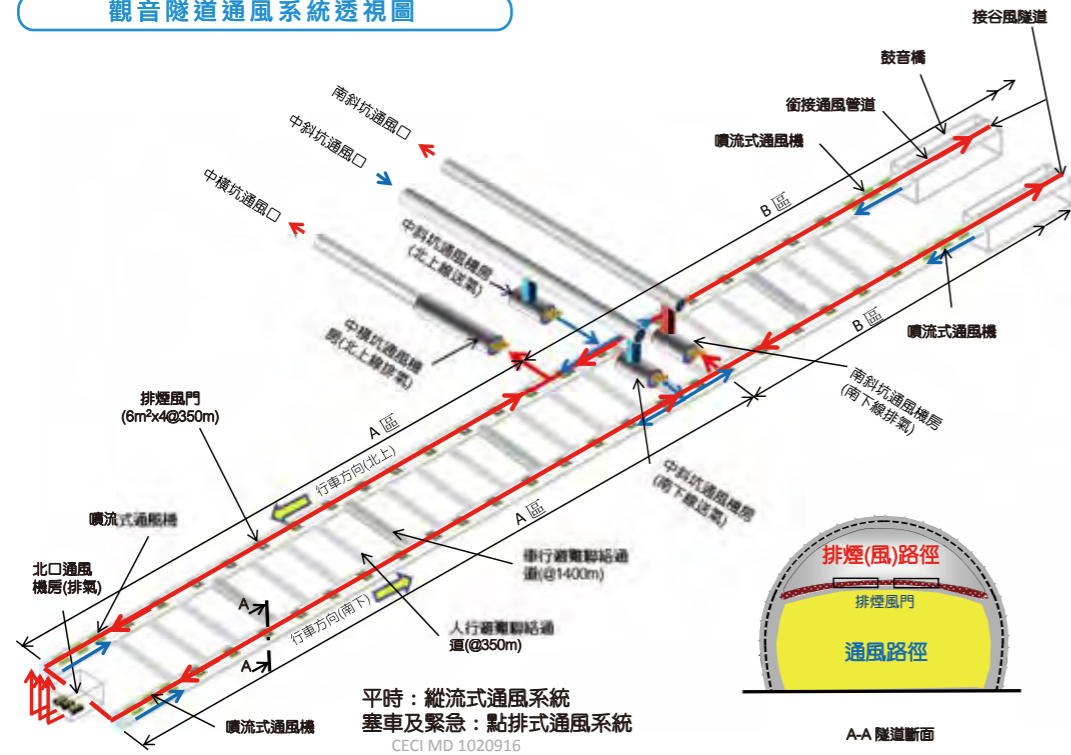 觀音隧道通風系統透視圖
接谷風隧道
鼓音橋
銜接通風管道
噴流式通風機
南斜坑通風口
中斜坑通風口
中橫坑通風口
B 區
中斜坑通風機房
(北上線送氣)
中橫坑通風機
房(北上線排氣)
B 區
噴流式通風機
南斜坑通風機房
(南下線排氣)
排煙風門
(6m²x4@350m)
A 區
行車方向(北上)
中斜坑通風機房
(南下線送氣)
A 區
噴流式通風機
車行避難聯絡通
道(@1400m)
北口通風
機房(排氣)
A
行車方向(南下)
人行避難聯絡通
道(@350m)
A
噴流式通風機
平時：縱流式通風系統
塞車及緊急：點排式通風系統
CECI MD 1020916
排煙(風)路徑
排煙風門
通風路徑
A-A 隧道斷面